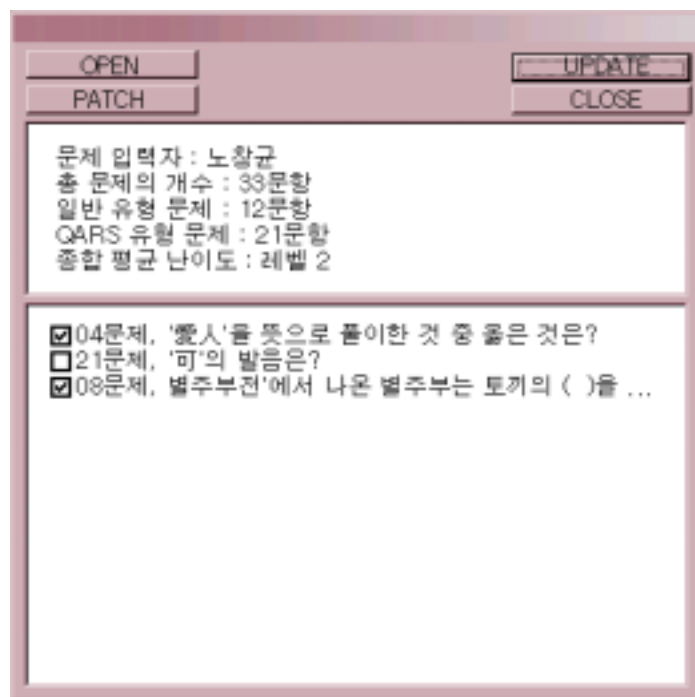 OPEN
UPDATE
PATCH
CLOSE
문제 입력자 : 노창균
총 문제의 개수 : 33문항
일반 유형 문제 : 12문항
QARS 유형 문제 : 21문항
종합 평균 난이도 : 레벨 2
04문제, '愛人'을 뜻으로 풀이한 것 중 옳은 것은?
21문제, '可'의 발음은?
08문제, 별주부전'에서 나온 별주부는 토끼의 ( )을 ...